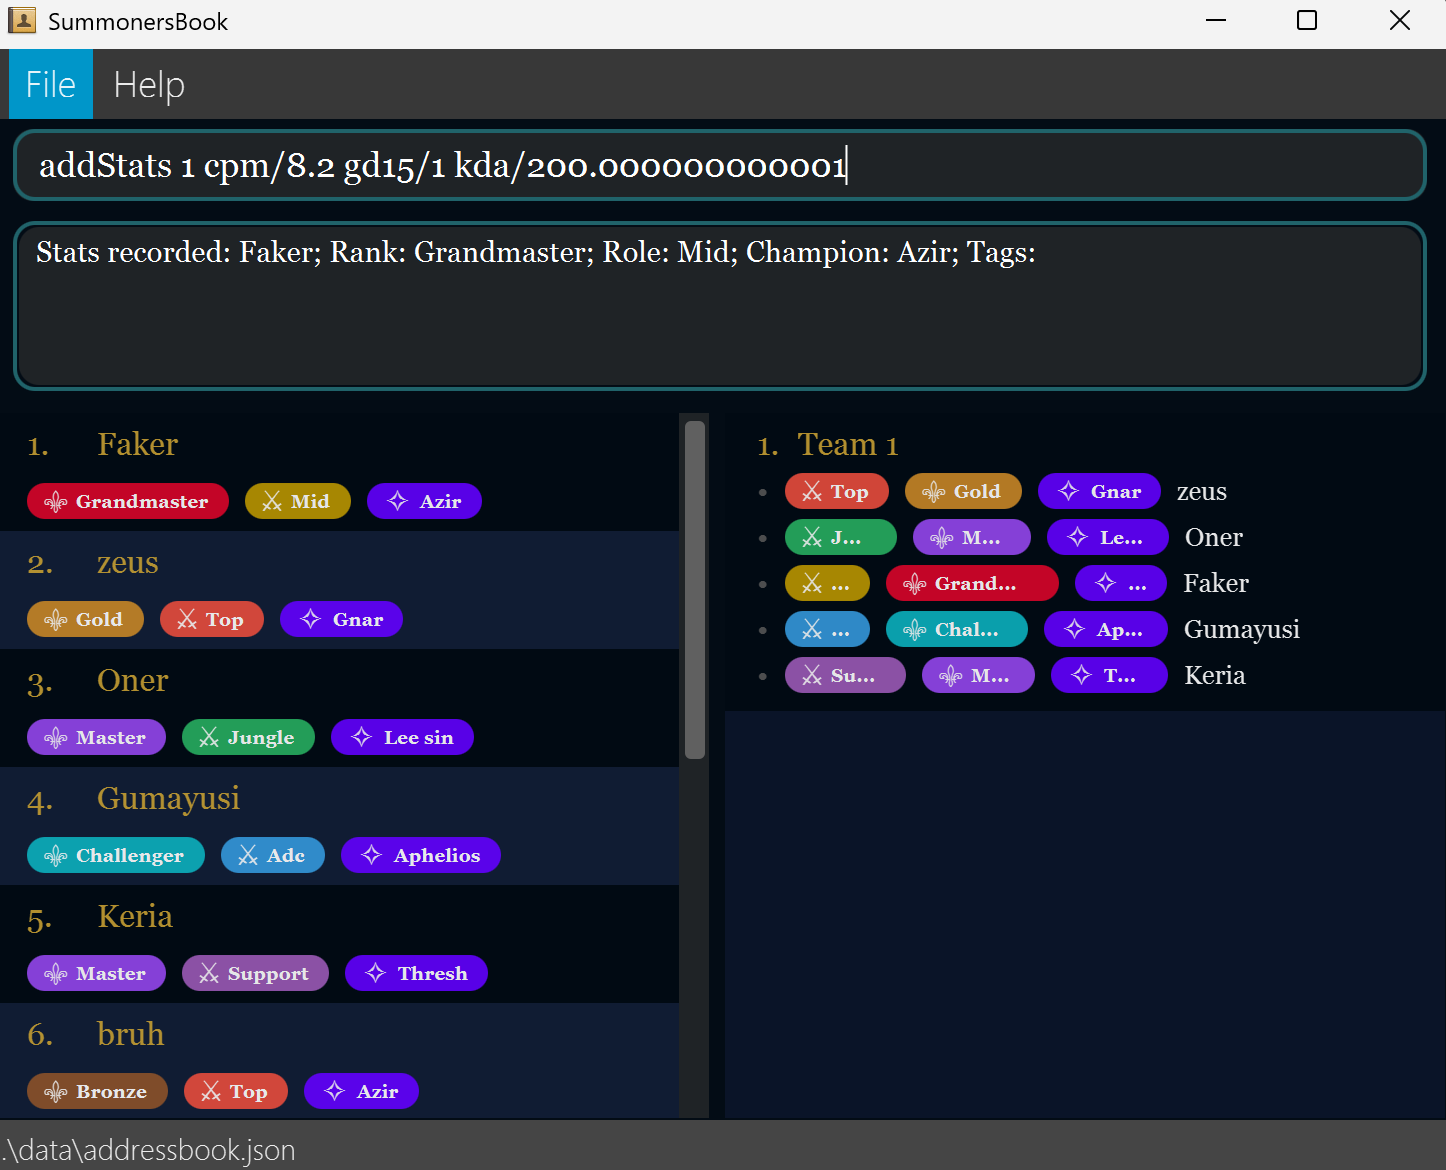 SummonersBook
File Help
addStats 1 cpm/8.2 gd15/1 kda/200.000000000001
Stats recorded: Faker; Rank: Grandmaster; Role: Mid; Champion: Azir; Tags:
1. Faker
Grandmaster Mid Azir
2. zeus
Gold Top Gnar
3. Oner
Master Jungle Lee sin
4. Gumayusi
Challenger Adc Aphelios
5. Keria
Master Support Thresh
6. bruh
Bronze Top Azir
1. Team 1
Top Gold Gnar zeus
J... M... Le... Oner
... Grand... ... Faker
... Chal... Ap... Gumayusi
Su... M... T... Keria
.\data\addressbook.json